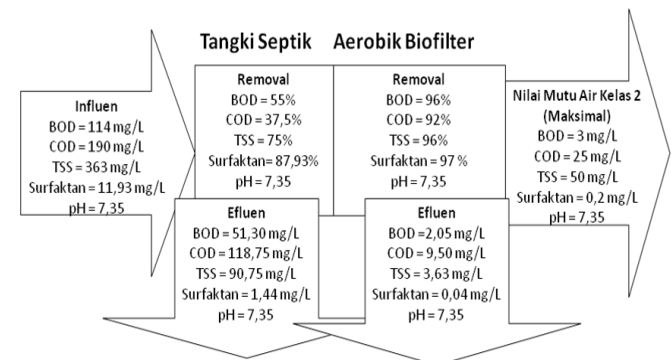 Tangki Septik
Aerobik Biofilter
Influen
BOD = 114 mg/L
COD = 190 mg/L
TSS = 363 mg/L
Surfaktan = 11,93 mg/L
pH = 7,35
Removal
BOD = 55%
COD = 37,5%
TSS = 75%
Surfaktan = 87,93%
pH = 7,35
Efluen
BOD = 51,30 mg/L
COD = 118,75 mg/L
TSS = 90,75 mg/L
Surfaktan = 1,44 mg/L
pH = 7,35
Removal
BOD = 96%
COD = 92%
TSS = 96%
Surfaktan = 97 %
pH = 7,35
Efluen
BOD =2,05 mg/L
COD = 9,50 mg/L
TSS = 3,63 mg/L
Surfaktan = 0,04 mg/L
pH = 7,35
Nilai Mutu Air Kelas 2
(Maksimal)
BOD = 3 mg/L
COD = 25 mg/L
TSS = 50 mg/L
Surfaktan = 0,2 mg/L
pH = 7,35